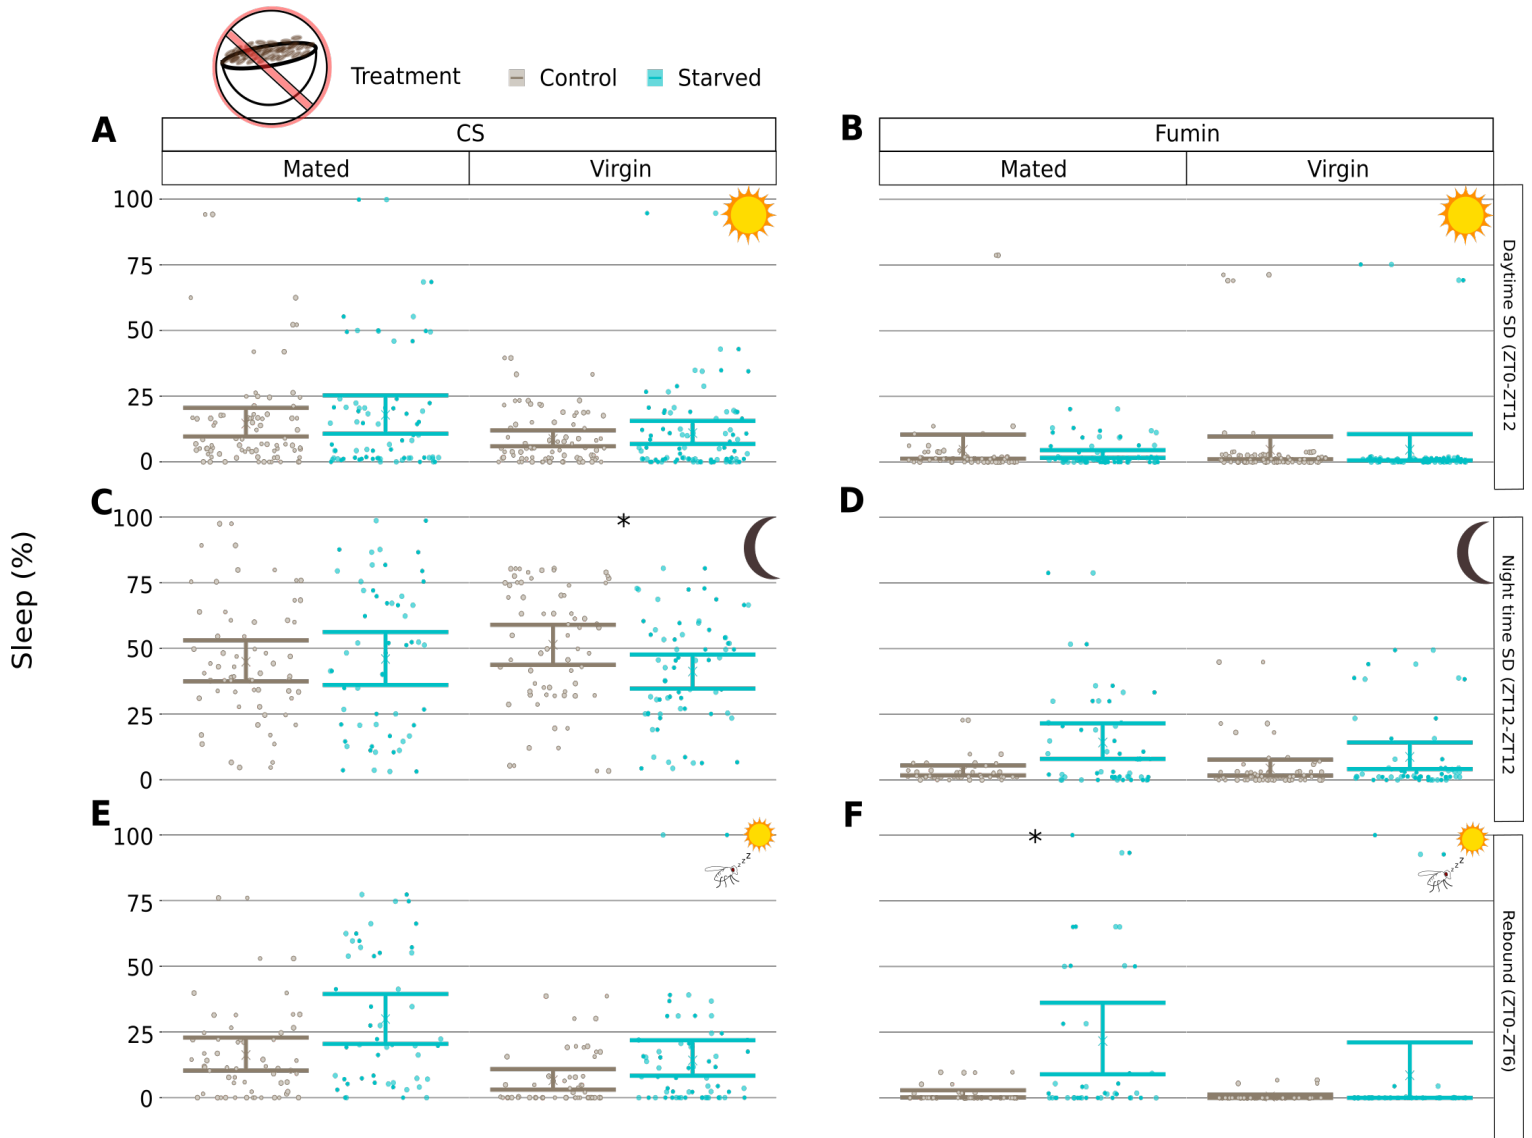 Treatment Control Starved
A
CS
Mated Virgin
B
Fumin
Mated Virgin
100
75
50
25
0
Daytime SD (ZT0-ZT12
C
100
75
50
25
0
*
D
Night time SD (ZT12-ZT12
Sleep (%)
E
100
75
50
25
0
z z z
F
*
z z z
Rebound (ZT0-ZT6)